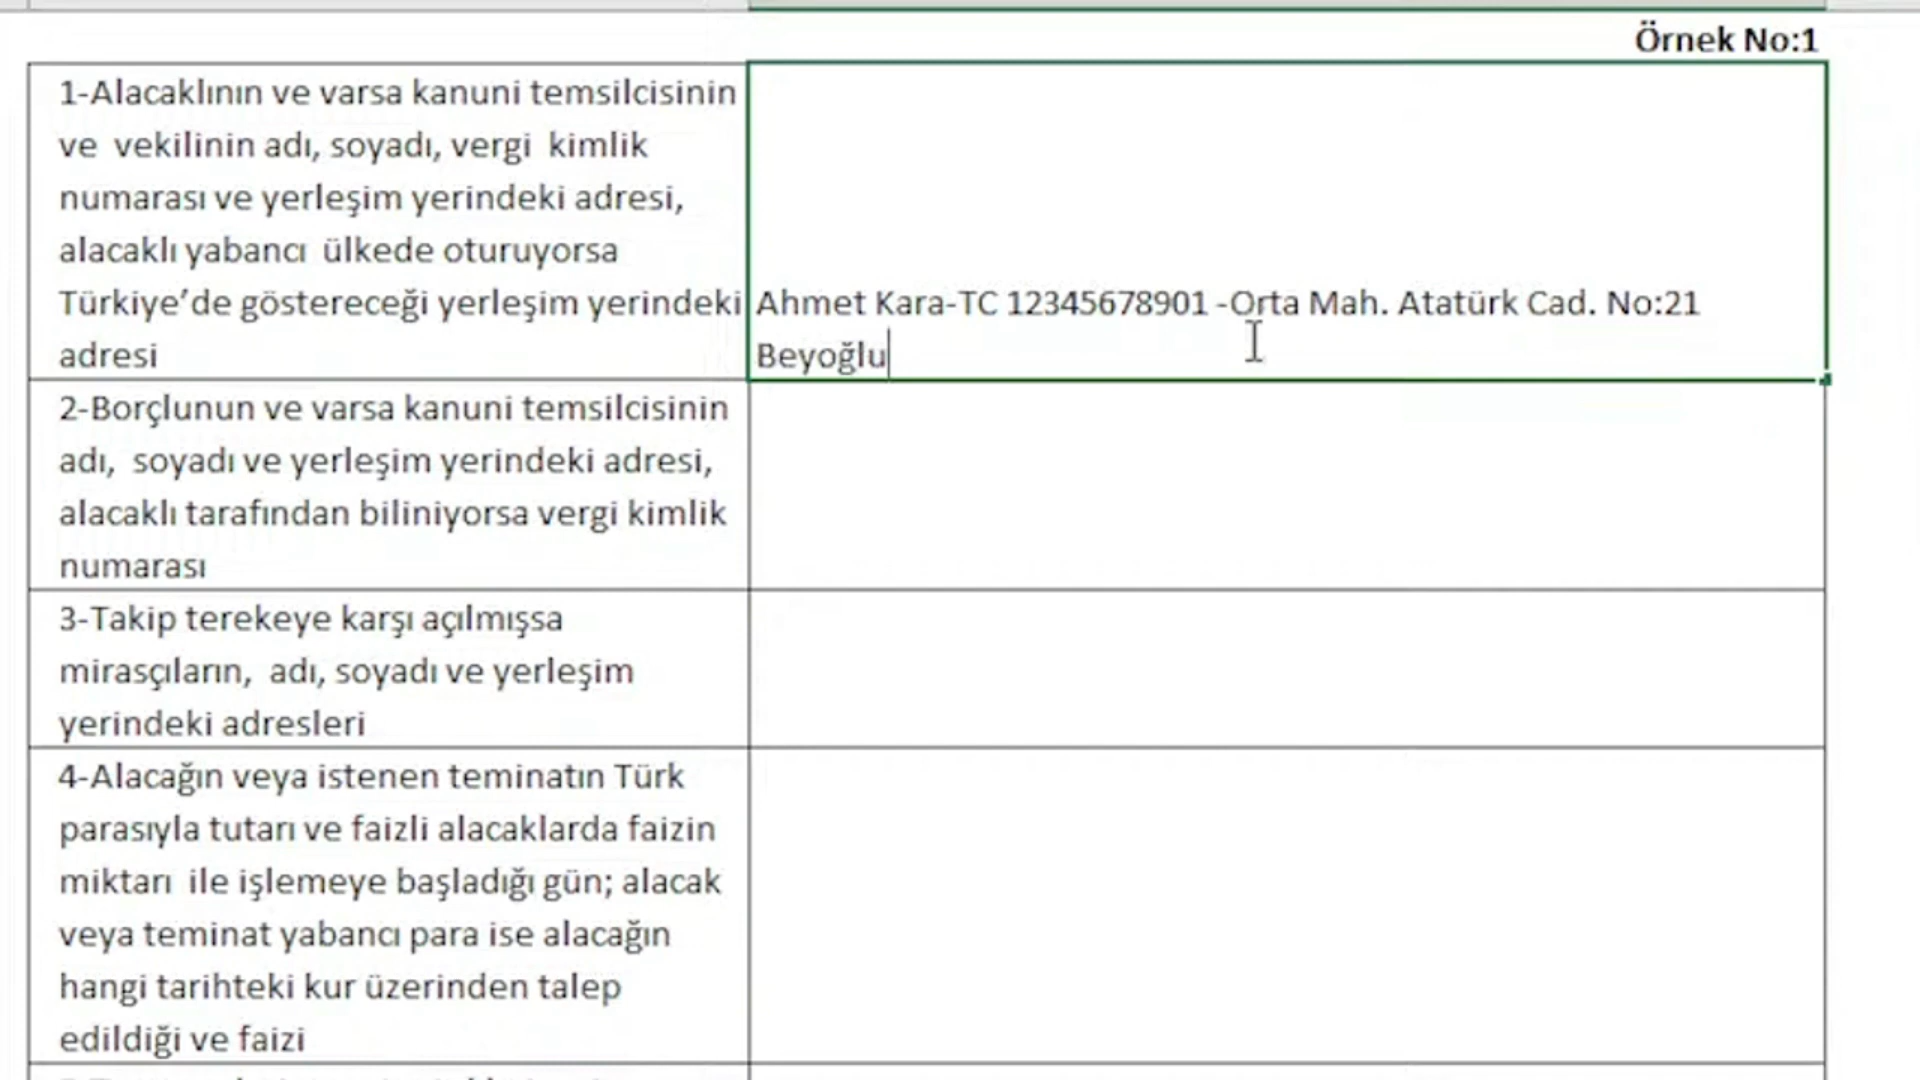 Örnek No:1
1-Alacaklının ve varsa kanuni temsilcisinin
ve vekilinin adı, soyadı, vergi kimlik
numarası ve yerleşim yerindeki adresi,
alacaklı yabancı ülkede oturuyorsa
Türkiye’de göstereceği yerleşim yerindeki
adresi
Ahmet Kara-TC 12345678901 -Orta Mah. Atatürk Cad. No:21
Beyoğlu
2-Borçlunun ve varsa kanuni temsilcisinin
adı, soyadı ve yerleşim yerindeki adresi,
alacaklı tarafından biliniyorsa vergi kimlik
numarası
3-Takip terekeye karşı açılmışsa
mirasçıların, adı, soyadı ve yerleşim
yerindeki adresleri
4-Alacağın veya istenen teminatın Türk
parasıyla tutarı ve faizli alacaklarda faizin
miktarı ile işlemeye başladığı gün; alacak
veya teminat yabancı para ise alacağın
hangi tarihteki kur üzerinden talep
edildiği ve faizi